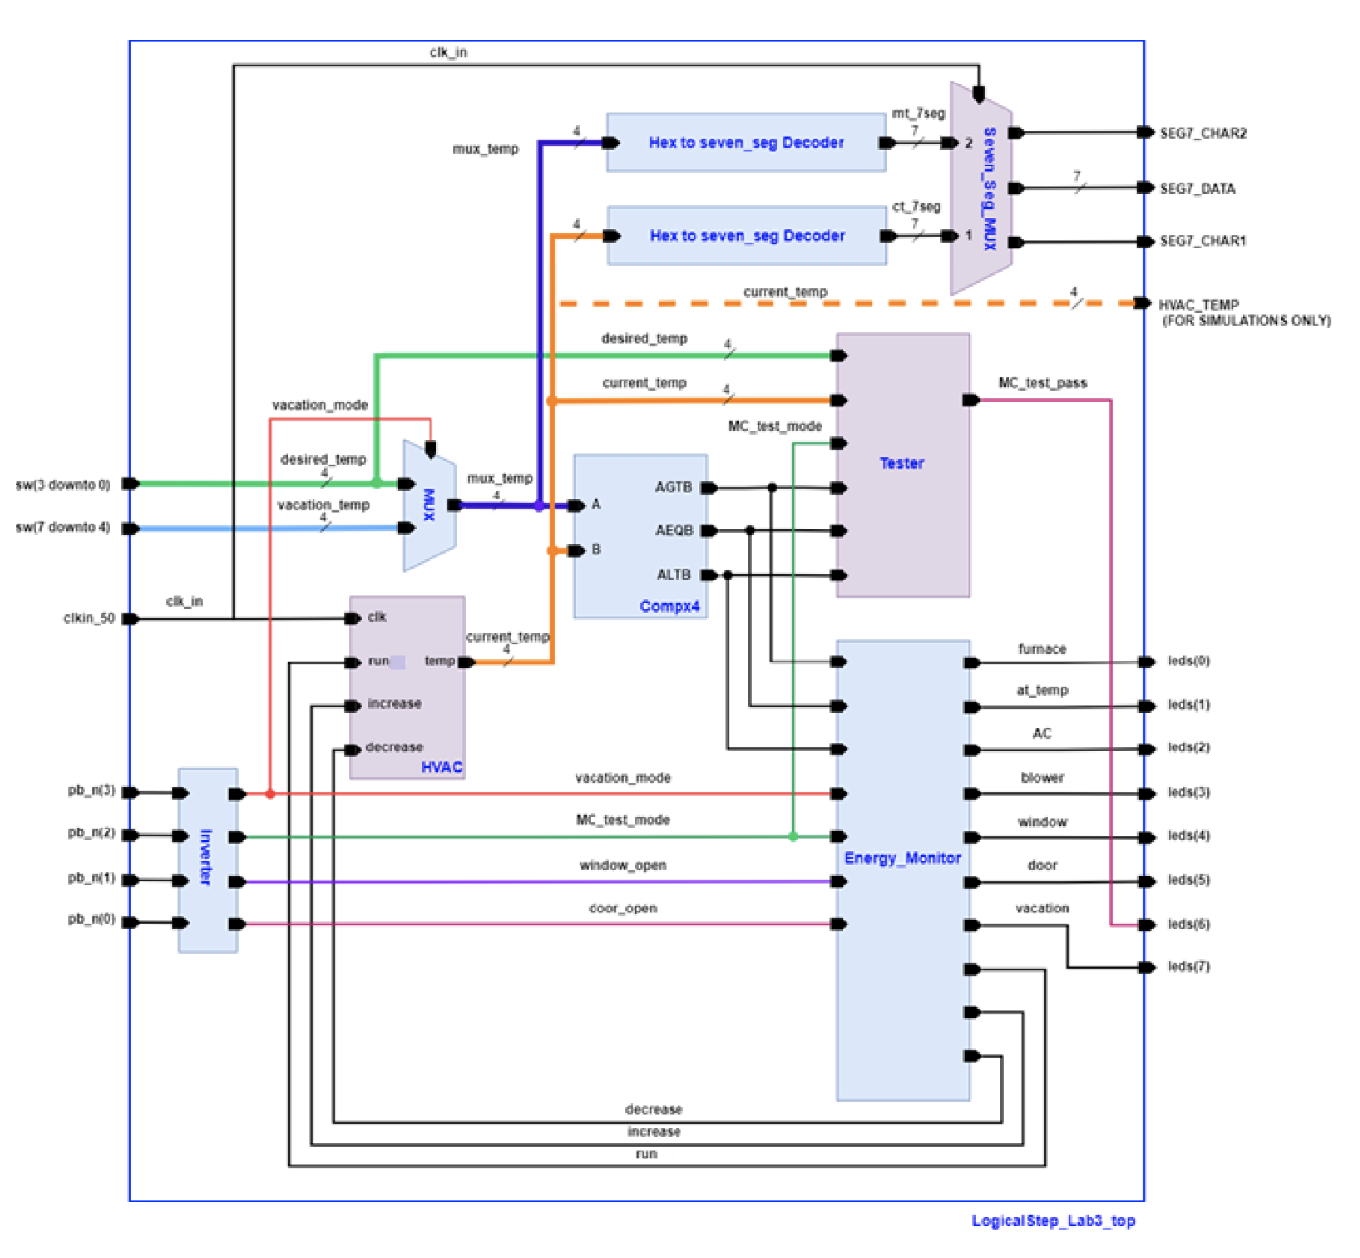 clk_in
mux_temp
4
Hex to seven_seg Decoder
mt_7seg
7
2
Seven_Seg_MUX
SEG7_CHAR2
7
SEG7_DATA
4
Hex to seven_seg Decoder
ct_7seg
7
1
SEG7_CHAR1
current_temp
4
HVAC_TEMP
(FOR SIMULATIONS ONLY)
desired_temp
4
current_temp
4
MC_test_pass
vacation_mode
MC_test_mode
Tester
sw(3 downto 0)
desired_temp
4
MUX
mux_temp
4
A
AGTB
sw(7 downto 4)
vacation_temp
4
AEQB
B
ALTB
Compx4
clkin_50
clk_in
clk
current_temp
4
run
temp
increase
decrease
HVAC
furnace
leds(0)
at_temp
leds(1)
AC
leds(2)
pb_n(3)
vacation_mode
blower
leds(3)
pb_n(2)
Inverter
MC_test_mode
window
leds(4)
Energy_Monitor
pb_n(1)
window_open
door
leds(5)
pb_n(0)
door_open
vacation
leds(6)
leds(7)
decrease
increase
run
LogicalStep_Lab3_top